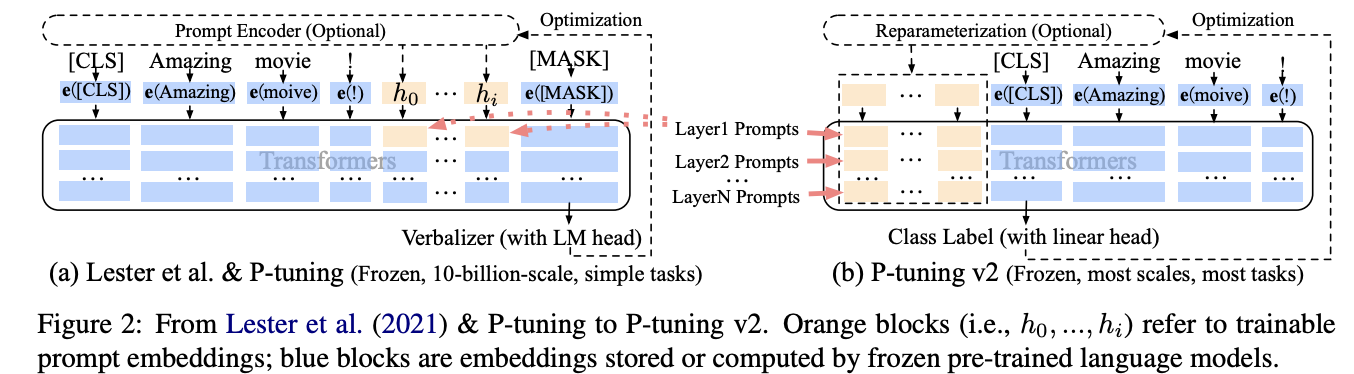 Prompt Encoder (Optional)
Optimization
[CLS] Amazing movie ! [MASK]
e([CLS]) e(Amazing) e(moive) e(!) h0 ... hi e([MASK])
Transformers
...
Verbalizer (with LM head)
(a) Lester et al. & P-tuning (Frozen, 10-billion-scale, simple tasks)
Layer1 Prompts
Layer2 Prompts
...
LayerN Prompts
Reparameterization (Optional)
Optimization
[CLS] Amazing movie !
... e([CLS]) e(Amazing) e(moive) e(!)
Transformers
...
Class Label (with linear head)
(b) P-tuning v2 (Frozen, most scales, most tasks)
Figure 2: From Lester et al. (2021) & P-tuning to P-tuning v2. Orange blocks (i.e., h0, ..., hi) refer to trainable
prompt embeddings; blue blocks are embeddings stored or computed by frozen pre-trained language models.